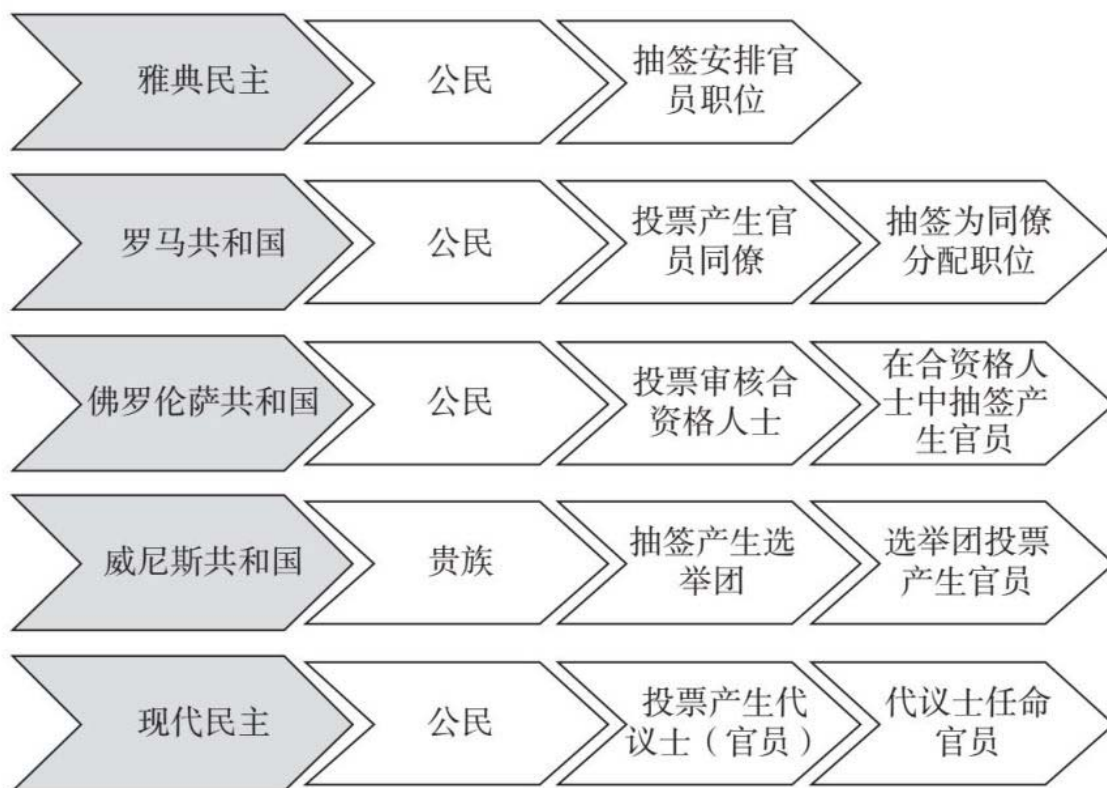 雅典民主
公民
抽签安排官
员职位
罗马共和国
公民
投票产生官
员同僚
抽签为同僚
分配职位
佛罗伦萨共和国
公民
投票审核合
资格人士
在合资格人
士中抽签产
生官员
威尼斯共和国
贵族
抽签产生选
举团
选举团投票
产生官员
现代民主
公民
投票产生代
议士（官员）
代议士任命
官员